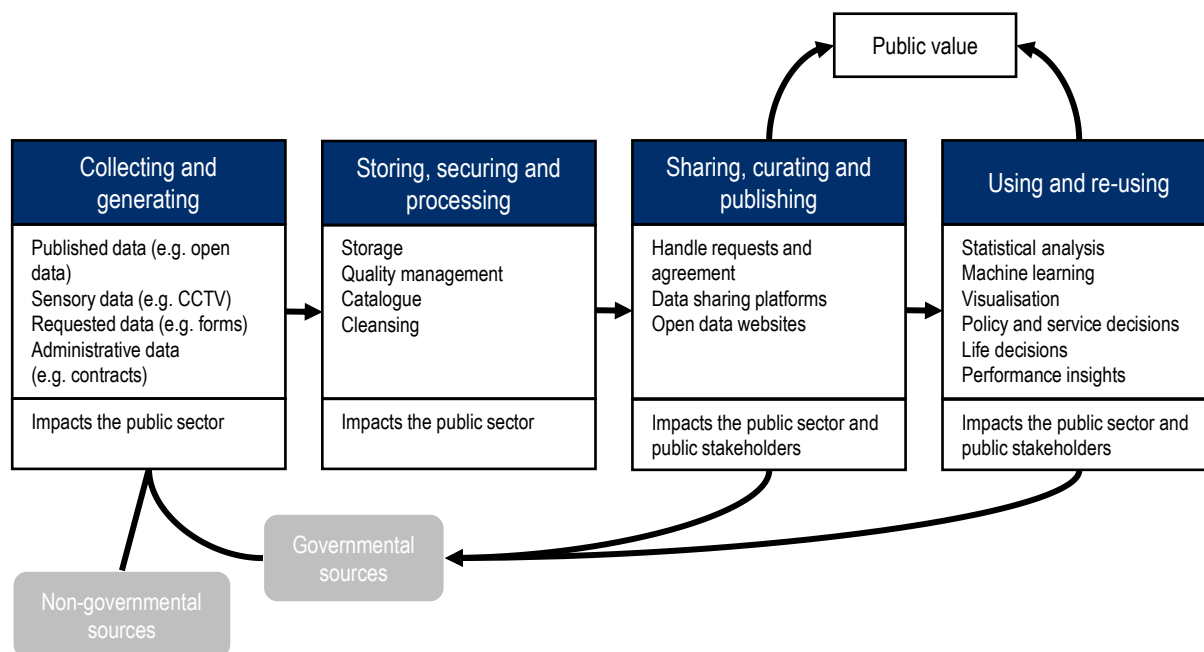 Public value
Collecting and
generating
Published data (e.g. open
data)
Sensory data (e.g. CCTV)
Requested data (e.g. forms)
Administrative data
(e.g. contracts)
Impacts the public sector
Storing, securing and
processing
Storage
Quality management
Catalogue
Cleansing
Impacts the public sector
Sharing, curating and
publishing
Handle requests and
agreement
Data sharing platforms
Open data websites
Impacts the public sector and
public stakeholders
Using and re-using
Statistical analysis
Machine learning
Visualisation
Policy and service decisions
Life decisions
Performance insights
Impacts the public sector and
public stakeholders
Governmental
sources
Non-governmental
sources